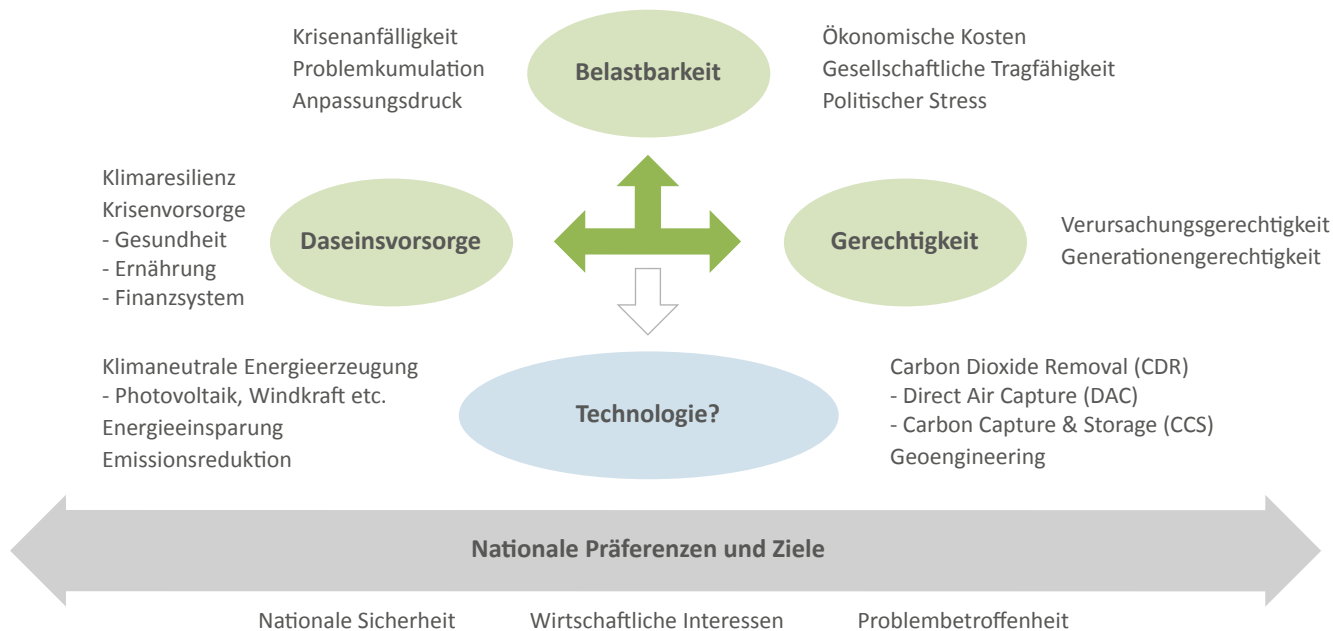 Krisenanfälligkeit
Problemkumulation
Anpassungsdruck
Belastbarkeit
Ökonomische Kosten
Gesellschaftliche Tragfähigkeit
Politischer Stress
Klimaresilienz
Krisenvorsorge
- Gesundheit
- Ernährung
- Finanzsystem
Daseinsvorsorge
Gerechtigkeit
Verursachungsgerechtigkeit
Generationengerechtigkeit
Klimaneutrale Energieerzeugung
- Photovoltaik, Windkraft etc.
Energieeinsparung
Emissionsreduktion
Technologie?
Carbon Dioxide Removal (CDR)
- Direct Air Capture (DAC)
- Carbon Capture & Storage (CCS)
Geoengineering
Nationale Präferenzen und Ziele
Nationale Sicherheit
Wirtschaftliche Interessen
Problembetroffenheit